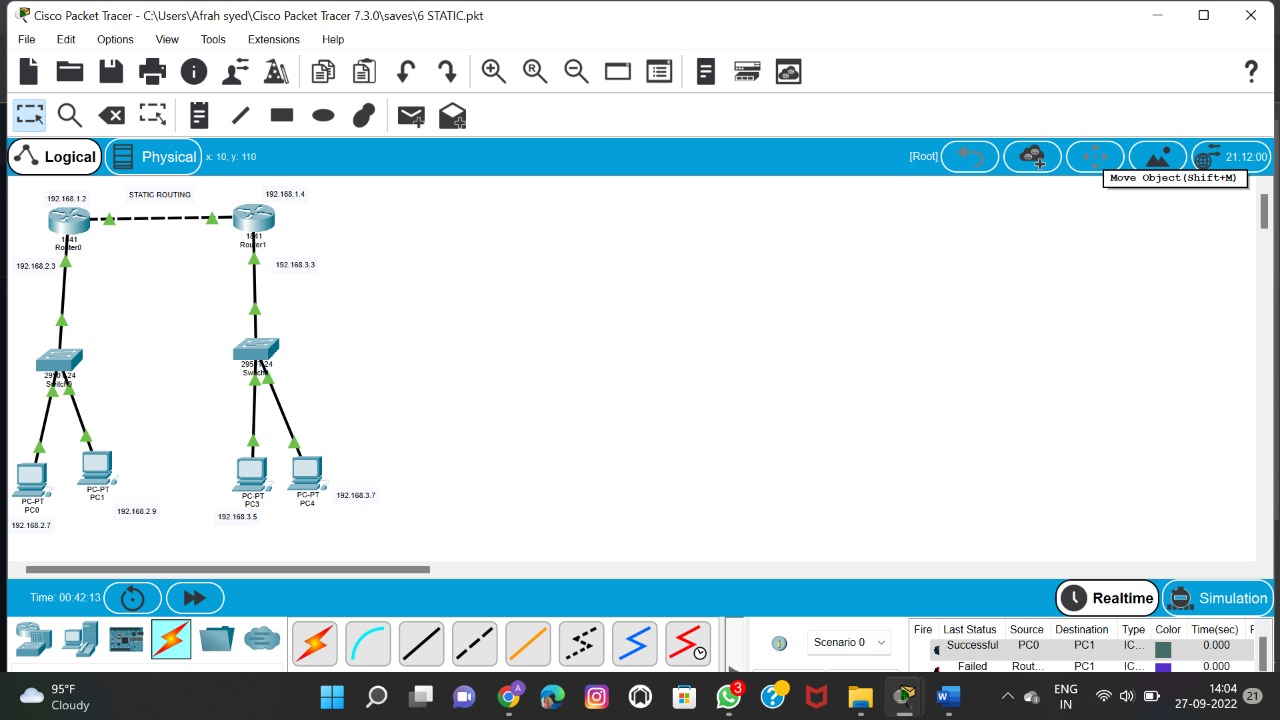 Cisco Packet Tracer - C:\Users\Afrah syed\Cisco Packet Tracer 7.3.0\saves\6 STATIC.pkt
File Edit Options View Tools Extensions Help
Logical Physical x: 10, y: 110 [Root] 21:12:00
Move Object(Shift+M)
192.168.1.2 STATIC ROUTING 192.168.1.4
1841
Router0
1841
Router1
192.168.2.3 192.168.3.3
Switch0
PC-PT
PC0
PC-PT
PC1
PC-PT
PC3
PC-PT
PC4
192.168.3.7
192.168.2.9
192.168.3.5
192.168.2.7
Time: 00:42:13 Realtime Simulation
Scenario 0
Fire Last Status Source Destination Type Color Time(sec)
Successful PC0 PC1 IC... 0.000
Failed Rout... PC1 IC... 0.000
95°F
Cloudy
3
ENG
IN
14:04
27-09-2022
21